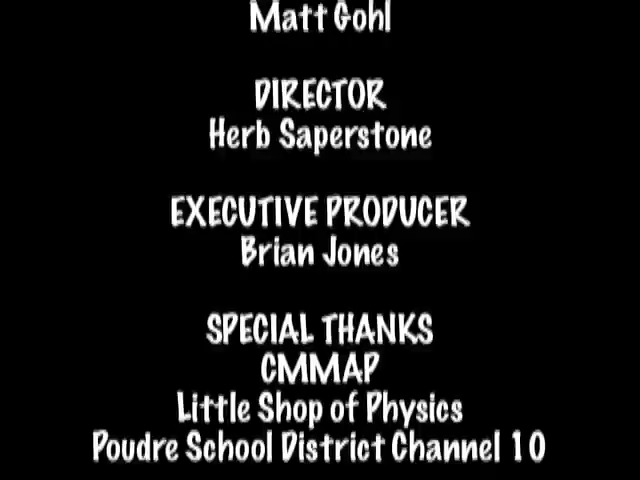 Matt Gohl
DIRECTOR
Herb Saperstone
EXECUTIVE PRODUCER
Brian Jones
SPECIAL THANKS
CMMAP
Little Shop of Physics
Poudre School District Channel 10